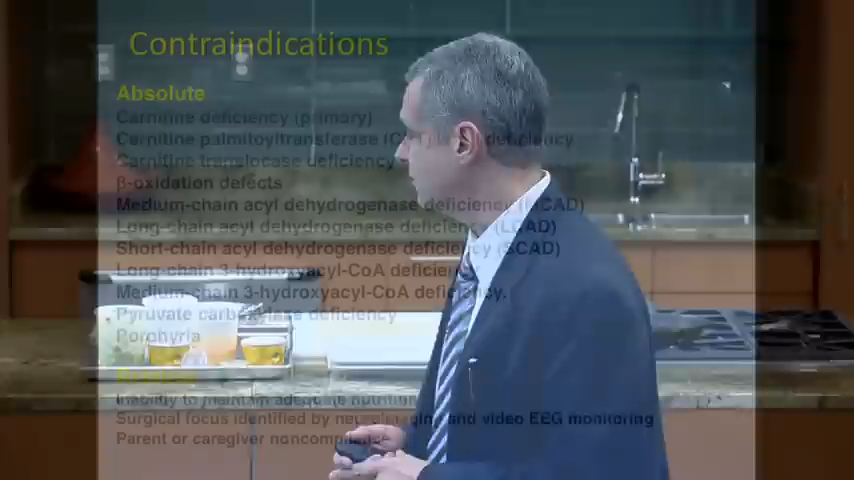 Contraindications
Absolute
Carnitine deficiency (primary)
Carnitine palmitoyltransferase deficiency
Carnitine translocase deficiency
β-oxidation defects
Medium-chain acyl dehydrogenase deficiency (MCAD)
Long-chain acyl dehydrogenase deficiency (LCAD)
Short-chain acyl dehydrogenase deficiency (SCAD)
Long-chain 3-hydroxyacyl-CoA deficiency
Medium-chain 3-hydroxyacyl-CoA deficiency.
Pyruvate carboxylase deficiency
Porphyria
Inability to maintain adequate nutrition
Surgical focus identified by neuroimaging and video EEG monitoring
Parent or caregiver noncompliance